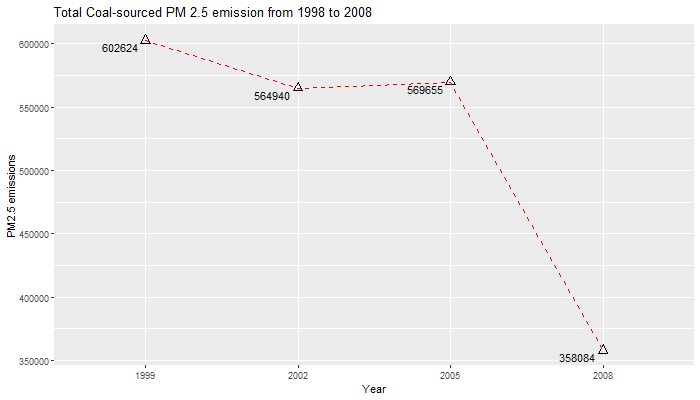 Total Coal-sourced PM 2.5 emission from 1998 to 2008
600000
602624
550000
564940
569655
500000
PM2.5 emissions
450000
400000
350000
358084
1999 2002 2005 2008
Year